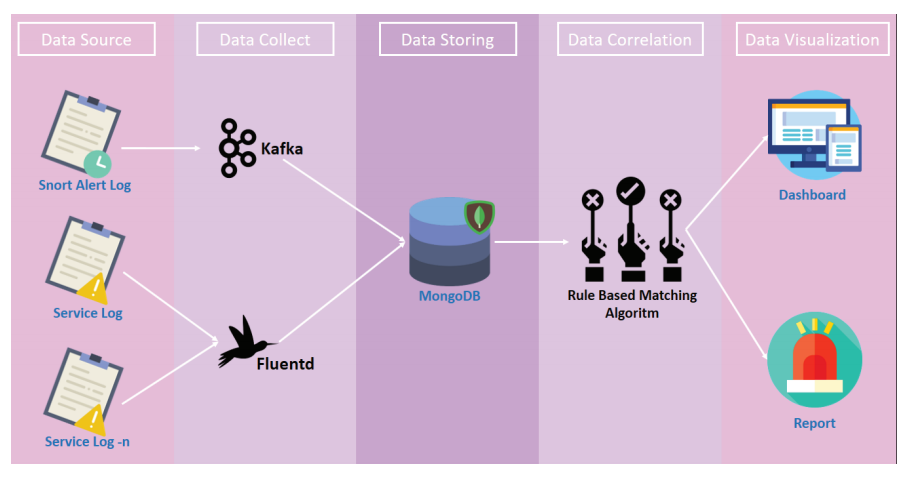 Data Source
Data Collect
Data Storing
Data Correlation
Data Visualization
Snort Alert Log
Kafka
Dashboard
Service Log
MongoDB
Rule Based Matching
Algoritm
Fluentd
Service Log -n
Report